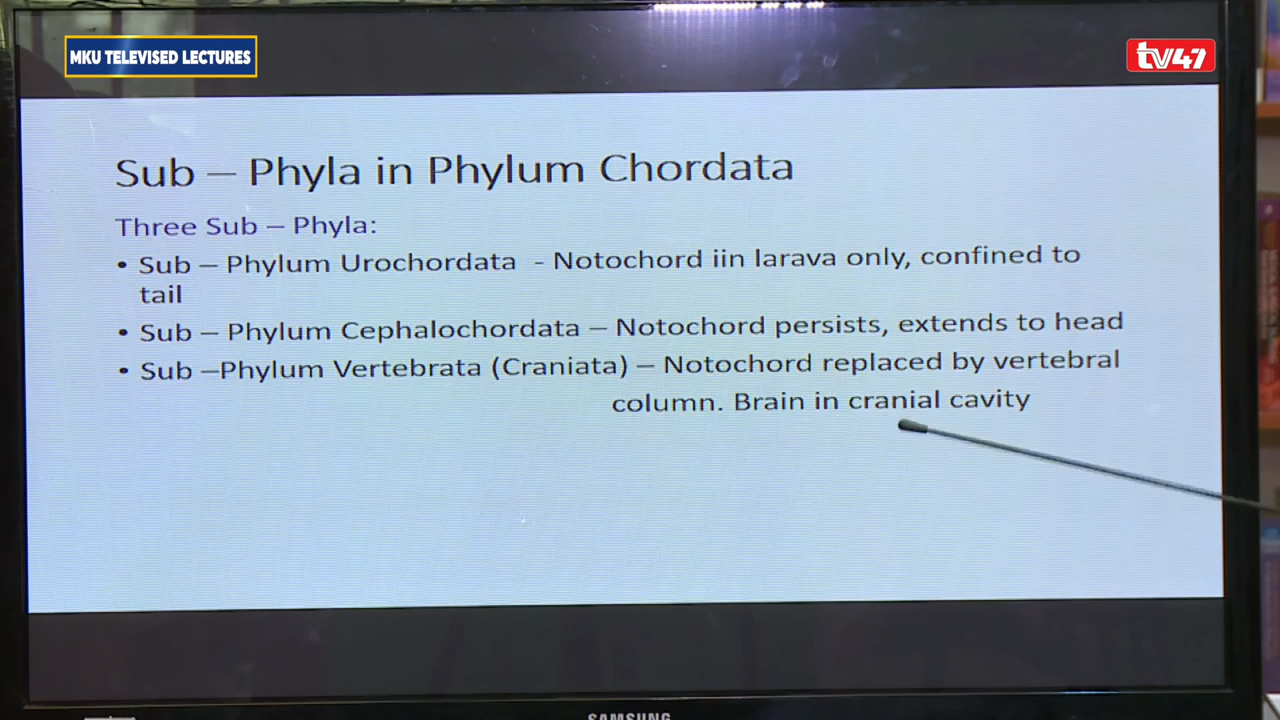 MKU TELEVISED LECTURES
tv47
Sub – Phyla in Phylum Chordata
Three Sub – Phyla:
• Sub – Phylum Urochordata - Notochord iin larava only, confined to
tail
• Sub – Phylum Cephalochordata – Notochord persists, extends to head
• Sub –Phylum Vertebrata (Craniata) – Notochord replaced by vertebral
column. Brain in cranial cavity
SAMSUNG